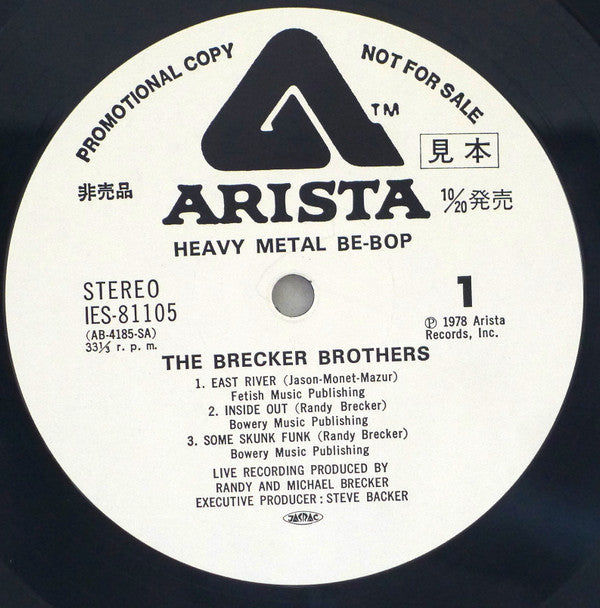 PROMOTIONAL COPY
NOT FOR SALE
TM
見本
非売品
ARISTA
10/20発売
HEAVY METAL BE-BOP
STEREO
IES-81105
(AB-4185-SA)
33⅓ r. p. m.
1
Ⓟ 1978 Arista
Records, Inc.
THE BRECKER BROTHERS
1. EAST RIVER (Jason-Monet-Mazur)
Fetish Music Publishing
2. INSIDE OUT (Randy Brecker)
Bowery Music Publishing
3. SOME SKUNK FUNK (Randy Brecker)
Bowery Music Publishing
LIVE RECORDING PRODUCED BY
RANDY AND MICHAEL BRECKER
EXECUTIVE PRODUCER : STEVE BACKER
JASRAC